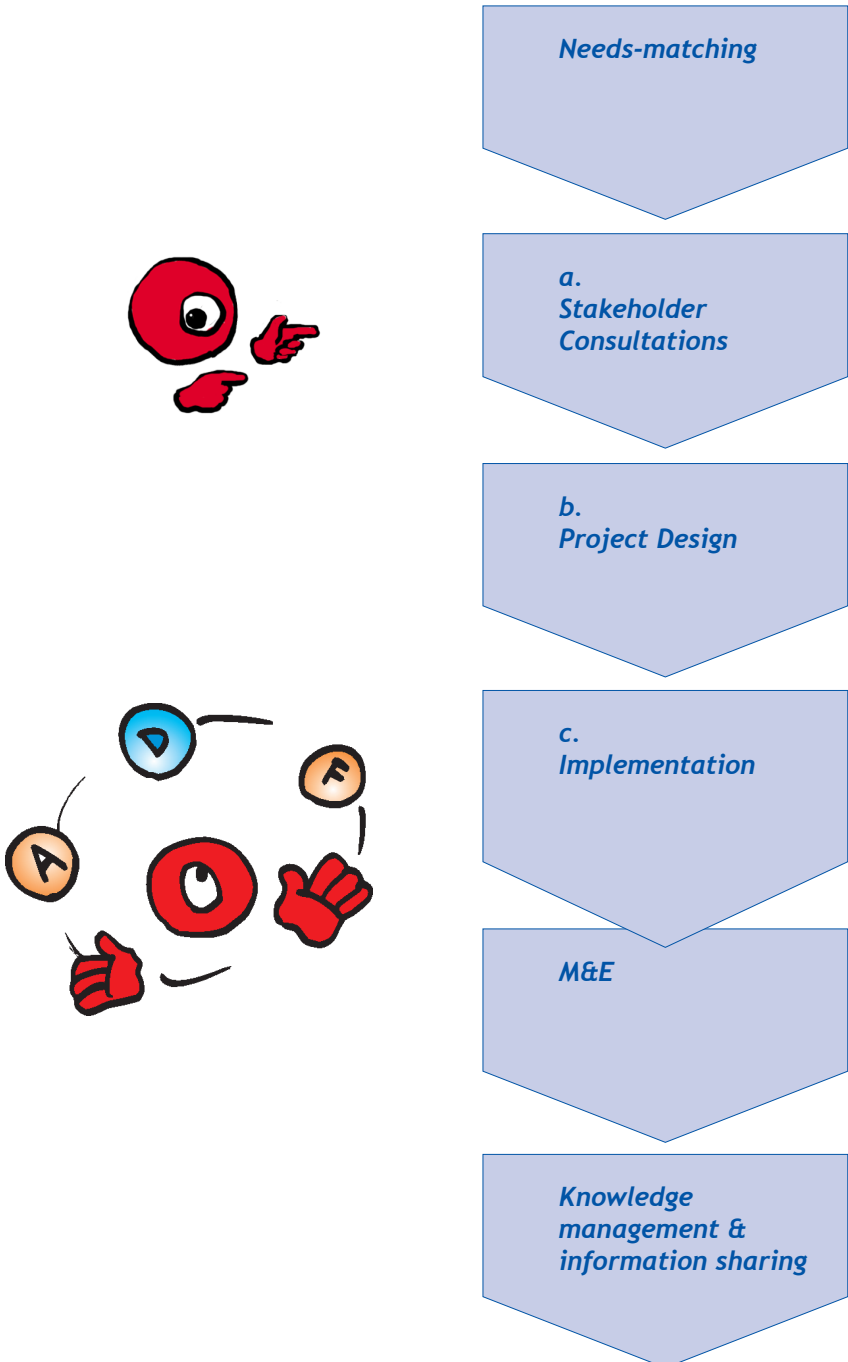 Needs-matching
a.
Stakeholder
Consultations
b.
Project Design
D
F
A
c.
Implementation
M&E
Knowledge
management &
information sharing